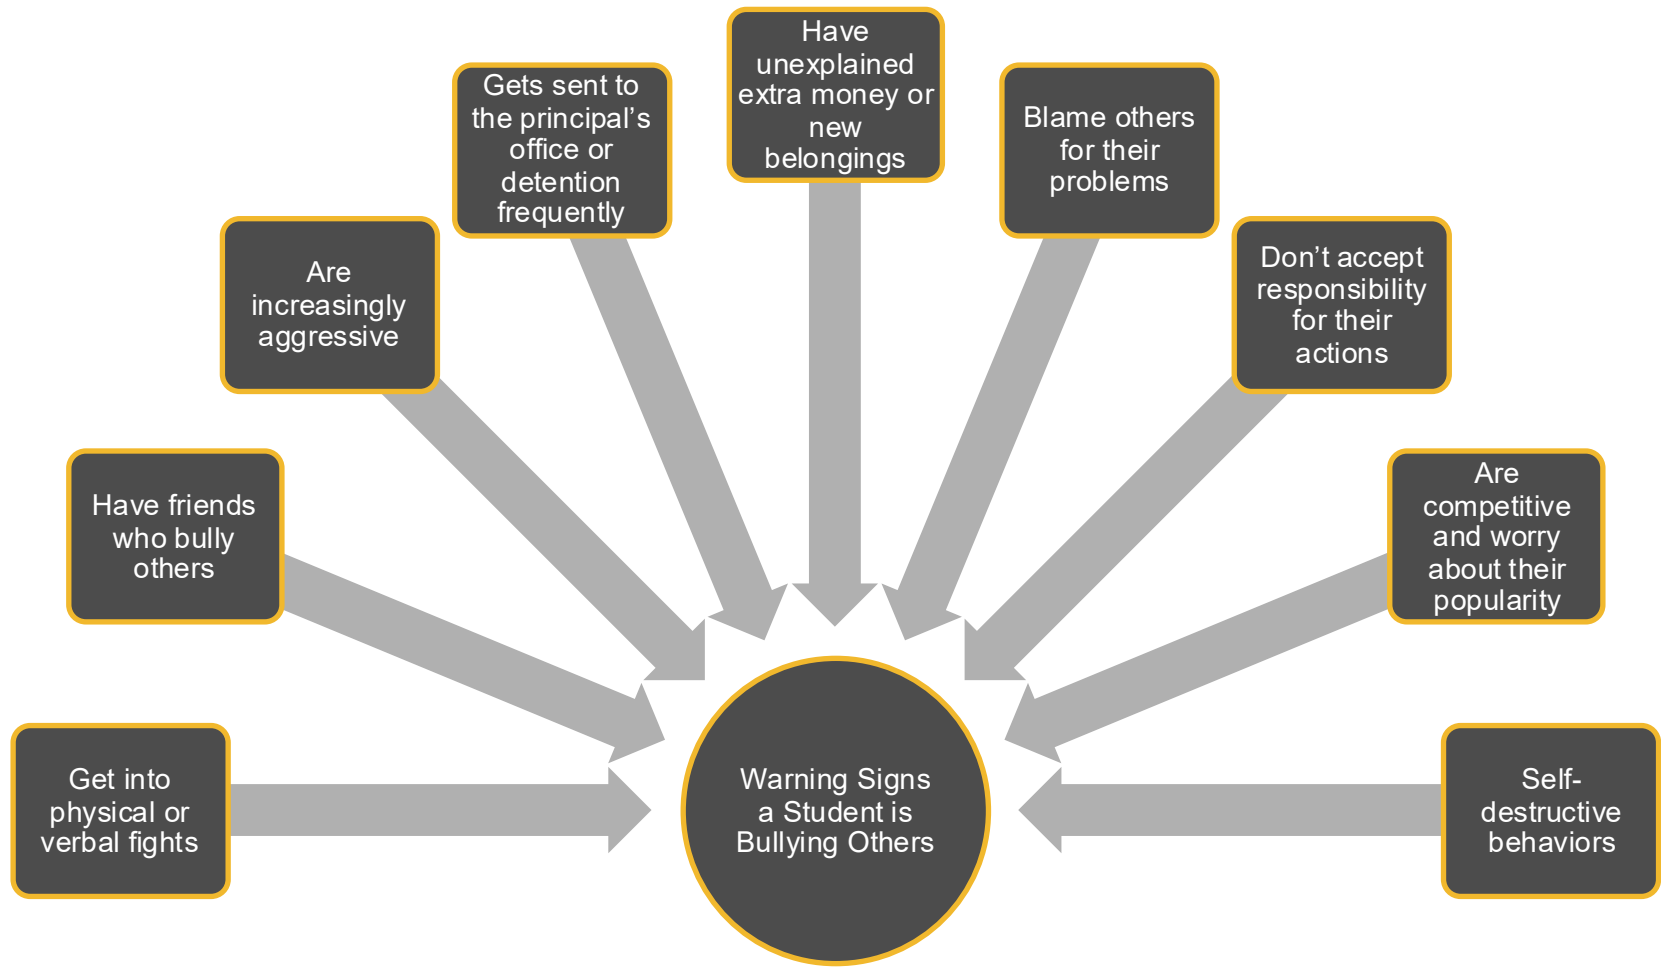 Get into
physical or
verbal fights
Have friends
who bully
others
Are
increasingly
aggressive
Gets sent to
the principal’s
office or
detention
frequently
Have
unexplained
extra money or
new
belongings
Blame others
for their
problems
Don’t accept
responsibility
for their
actions
Are
competitive
and worry
about their
popularity
Self-
destructive
behaviors
Warning Signs
a Student is
Bullying Others